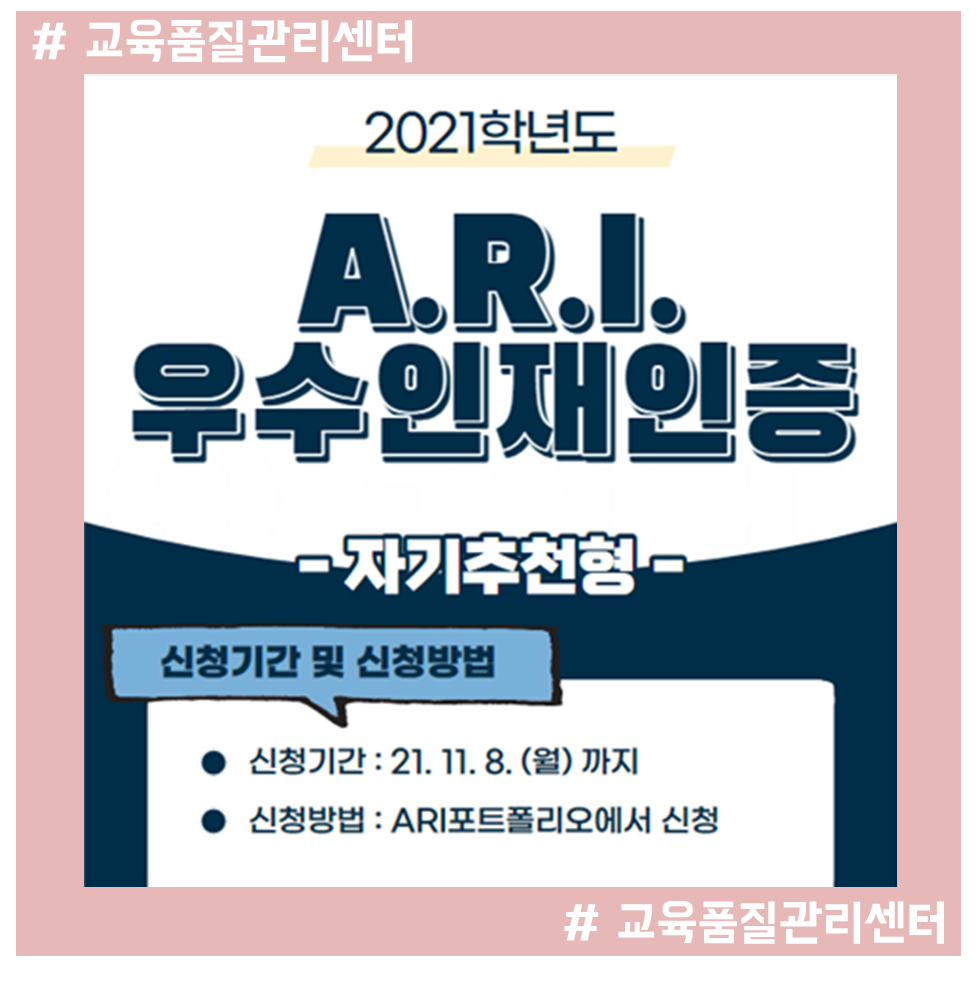 # 교육품질관리센터
2021학년도
A.R.I.
우수인재인증
- 자기추천형 -
신청기간 및 신청방법
● 신청기간 : 21. 11. 8. (월) 까지
● 신청방법 : ARI포트폴리오에서 신청
# 교육품질관리센터